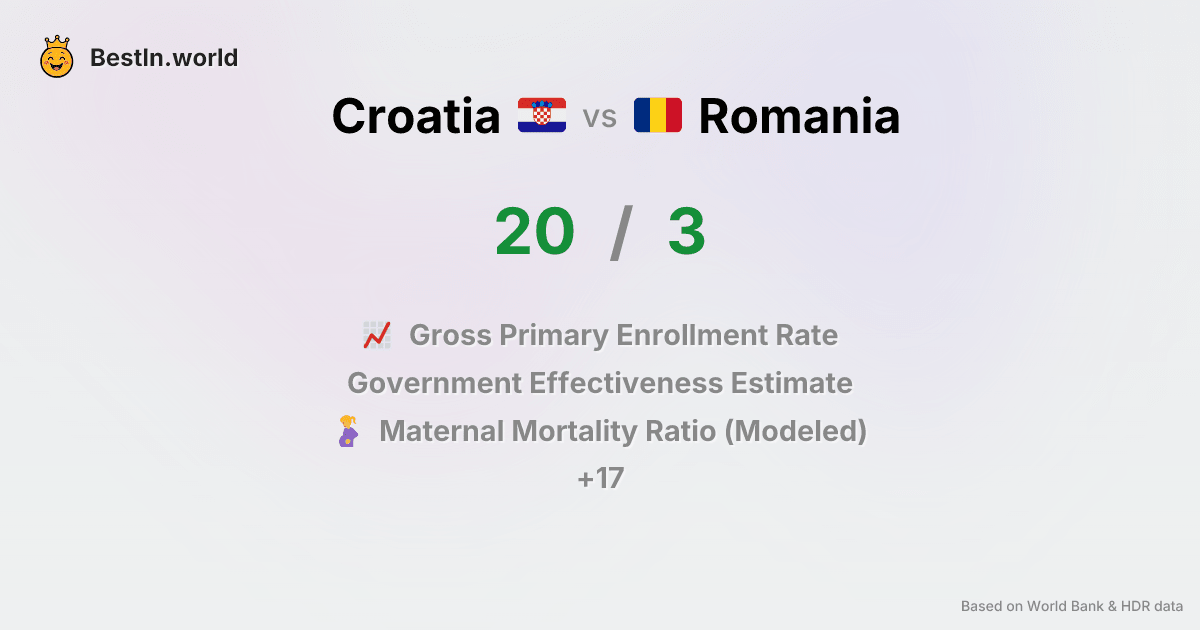 BestIn.world
Croatia vs Romania
20 / 3
Gross Primary Enrollment Rate
Government Effectiveness Estimate
Maternal Mortality Ratio (Modeled)
+17
Based on World Bank & HDR data